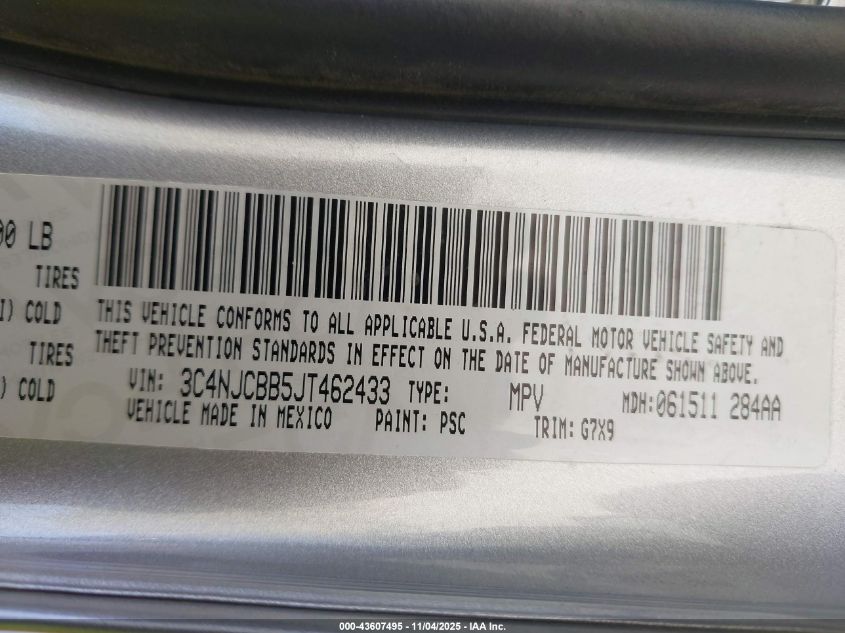 00 LB
TIRES
I) COLD
TIRES
) COLD
THIS VEHICLE CONFORMS TO ALL APPLICABLE U.S.A. FEDERAL MOTOR VEHICLE SAFETY AND
THEFT PREVENTION STANDARDS IN EFFECT ON THE DATE OF MANUFACTURE SHOWN ABOVE.
VIN: 3C4NJCBB5JT462433 TYPE: MPV MDH:061511 284AA
VEHICLE MADE IN MEXICO PAINT: PSC TRIM: G7X9
000-43607495 - 11/04/2025 - IAA Inc.